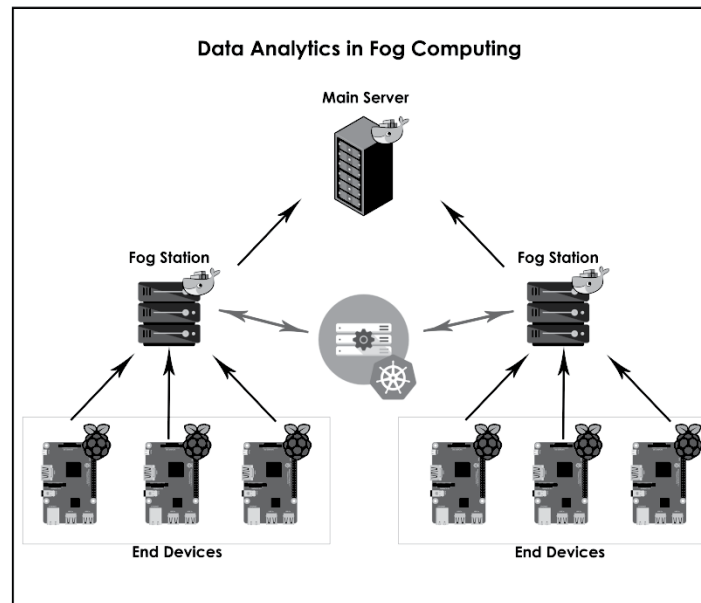 Data Analytics in Fog Computing
Main Server
Fog Station
Fog Station
End Devices
End Devices